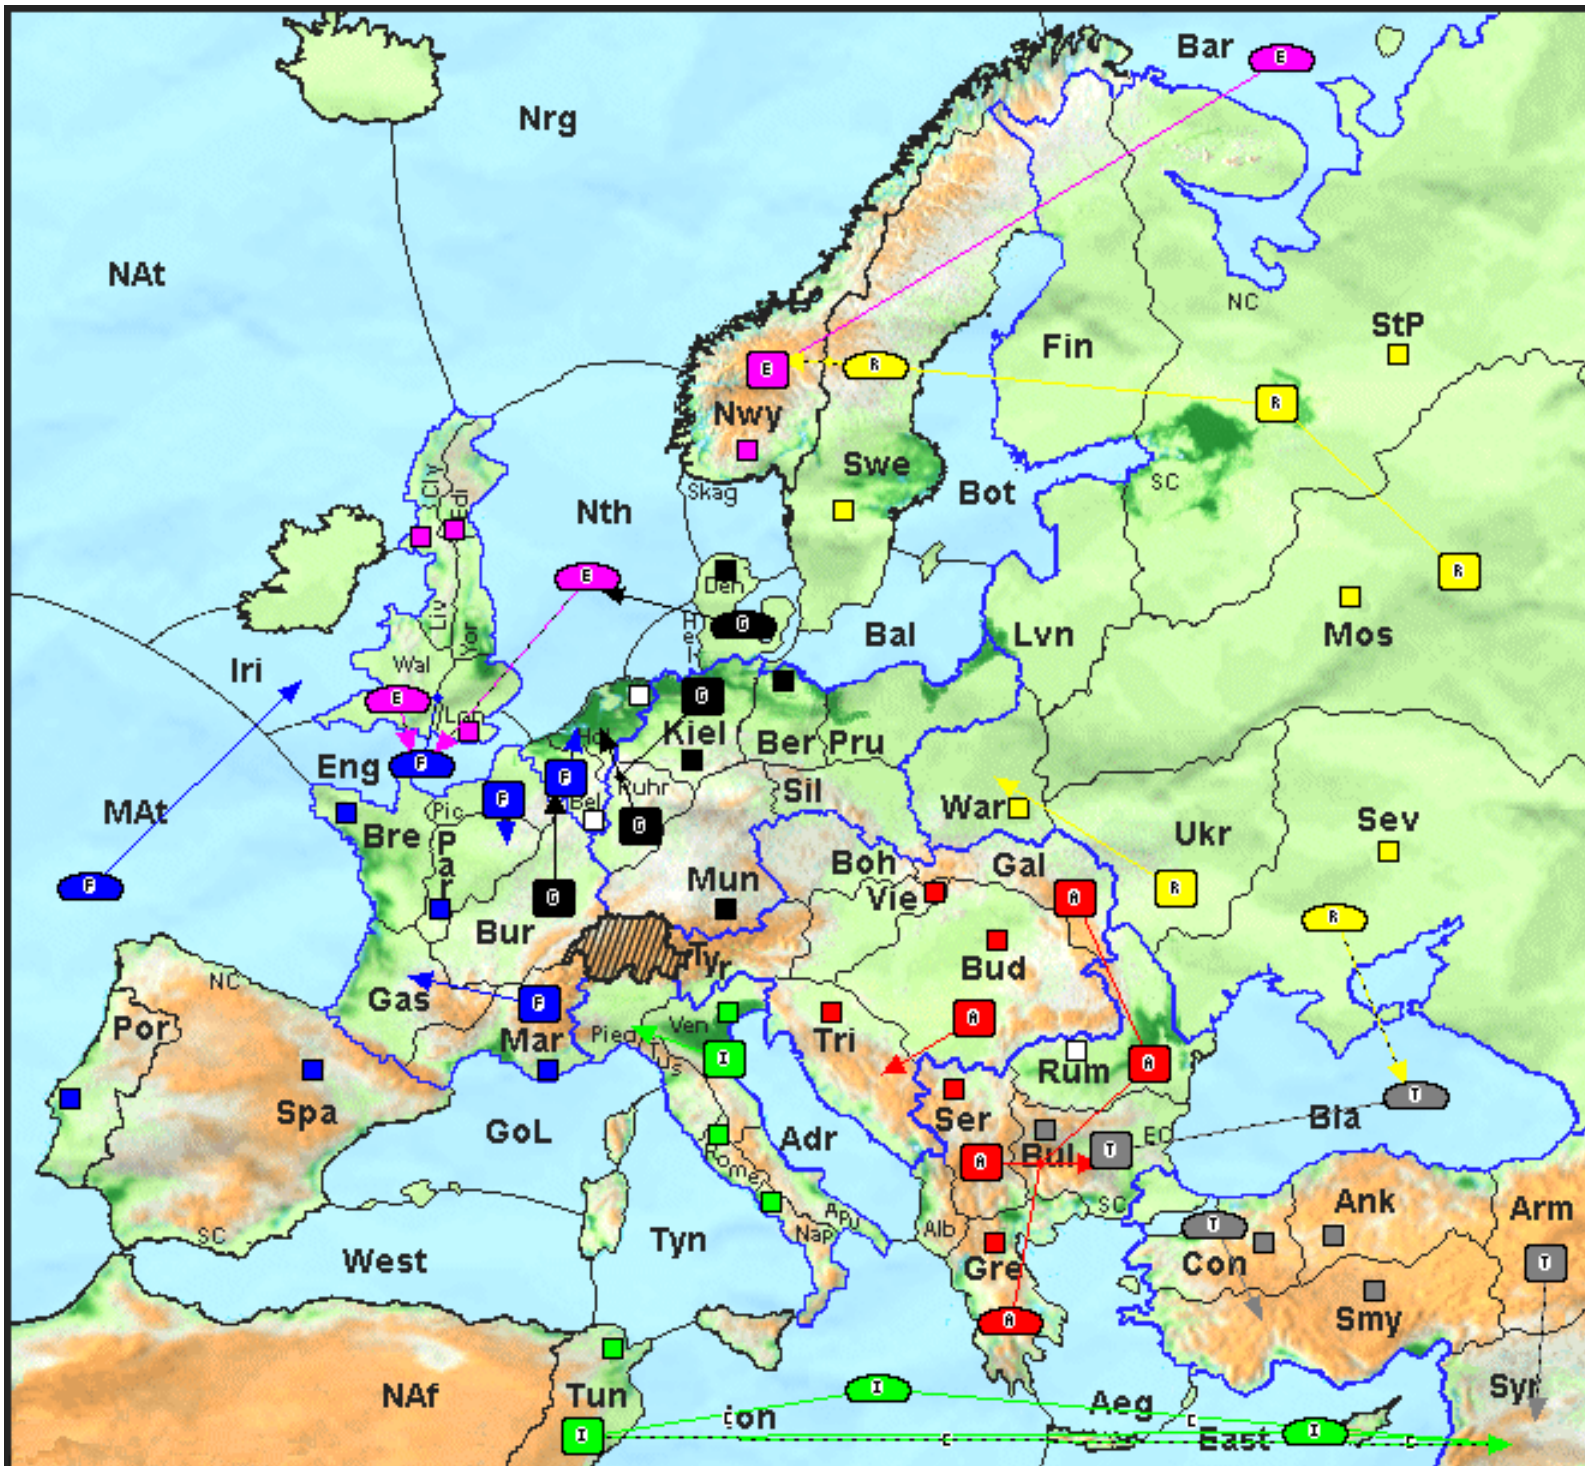 Bar
E
Nrg
NAt
NC
StP
Fin
R
R
E
Nwy
Swe
Skag
Bot
SC
Cly
Edi
Nth
E
R
Den
Hel
G
Bal
Lvn
Mos
Liv
Yor
Iri
Wal
E
Lon
G
Kiel
Ber
Pru
Hol
Eng
F
F
Ruhr
Sil
War
Sev
MAt
Pic
F
Bel
G
Ukr
Bre
Par
Boh
Gal
F
G
Mun
Vie
A
R
R
Bur
Bud
Tyr
NC
Gas
F
Ven
A
Por
Mar
Pied
Tri
I
Tus
Rum
A
Spa
GoL
Ser
T
Bla
Adr
Bul
EC
T
Rome
A
Ank
Arm
SC
Apu
SC
West
Tyn
Nap
Alb
T
Con
Gre
T
Smy
A
NAf
Tun
I
Aeg
Syr
Ion
C
C
East
I
I
C
C